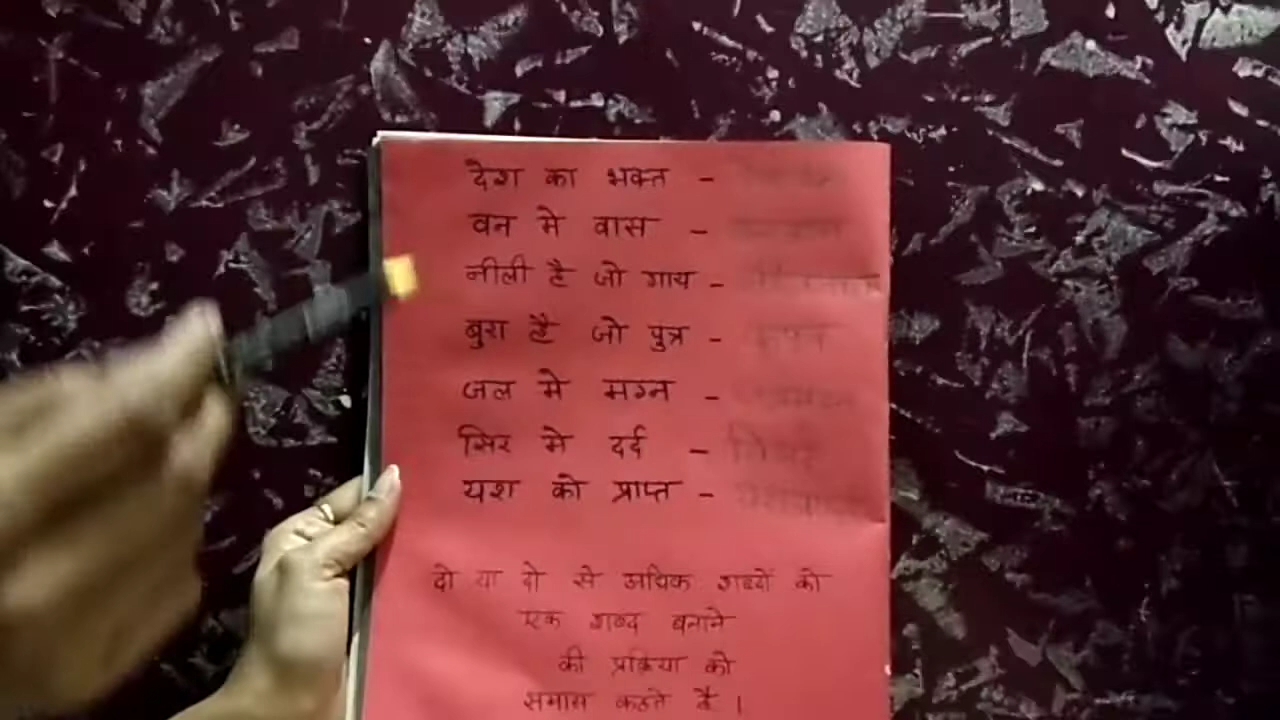 देश का भक्त -
वन मे वास -
नीली है जो गाय -
बुरा है जो पुत्र -
जल मे मग्न -
सिर मे दर्द -
यश को प्राप्त -
दो या दो से अधिक शब्दों को
एक शब्द बनाने
की प्रक्रिया को
समास कहते है ।